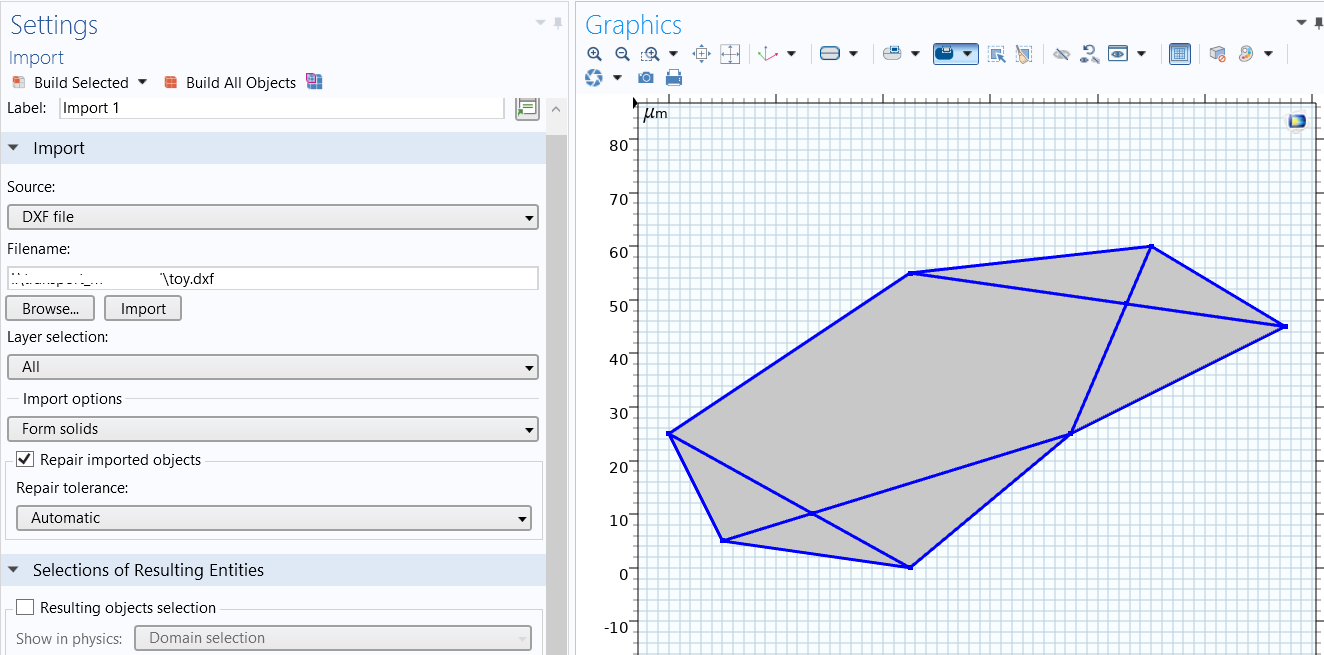 Settings
Import
Build Selected
Build All Objects
Label: Import 1
Import
Source:
DXF file
Filename:
\toy.dxf
Browse... Import
Layer selection:
All
Import options
Form solids
Repair imported objects
Repair tolerance:
Automatic
Selections of Resulting Entities
Resulting objects selection
Show in physics: Domain selection
Graphics
μm
80
70
60
50
40
30
20
10
0
-10